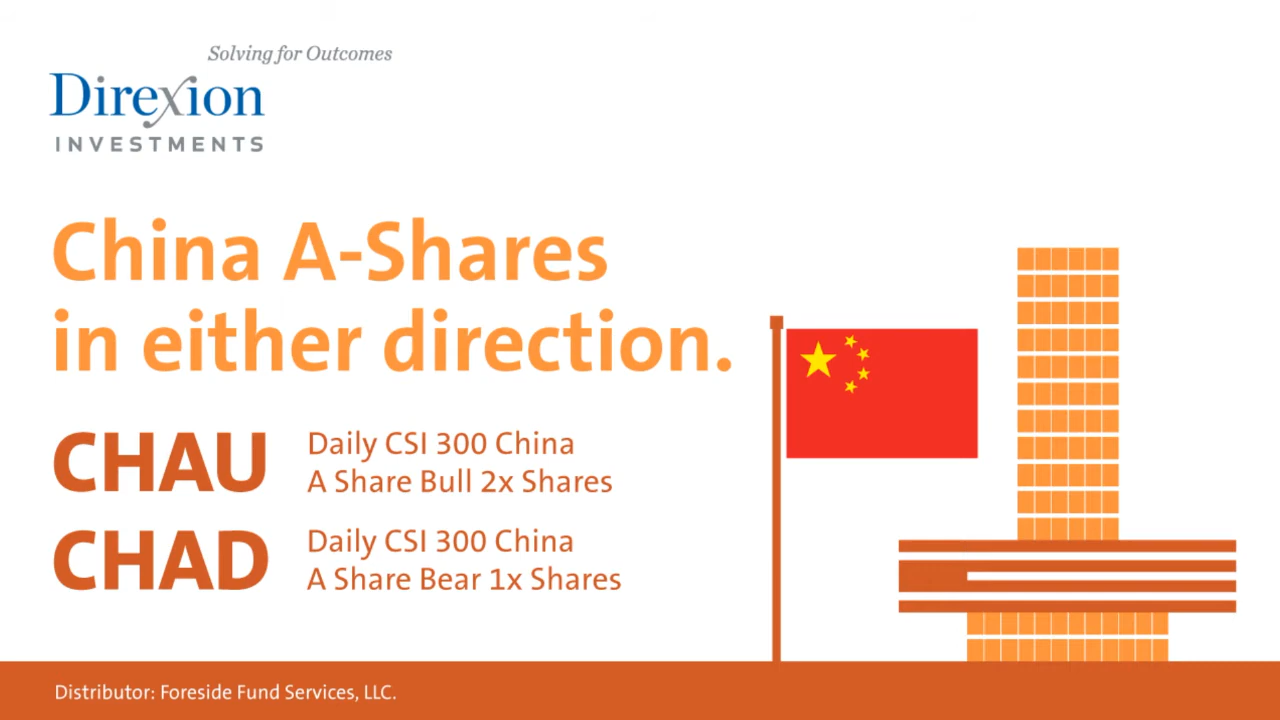 Solving for Outcomes
Direxion
INVESTMENTS
China A-Shares
in either direction.
CHAU
Daily CSI 300 China
A Share Bull 2x Shares
CHAD
Daily CSI 300 China
A Share Bear 1x Shares
Distributor: Foreside Fund Services, LLC.